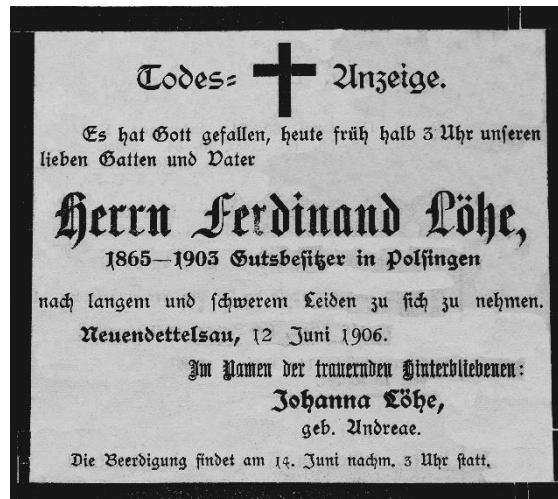 Todes= Anzeige.
Es hat Gott gefallen, heute früh halb 3 Uhr unseren
lieben Gatten und Vater
Herrn Ferdinand Löhe,
1865—1903 Gutsbesitzer in Polsingen
nach langem und schwerem Leiden zu sich zu nehmen.
Neuendettelsau, 12 Juni 1906.
Im Namen der trauernden Hinterbliebenen:
Johanna Löhe,
geb. Andreae.
Die Beerdigung findet am 14. Juni nachm. 3 Uhr statt.